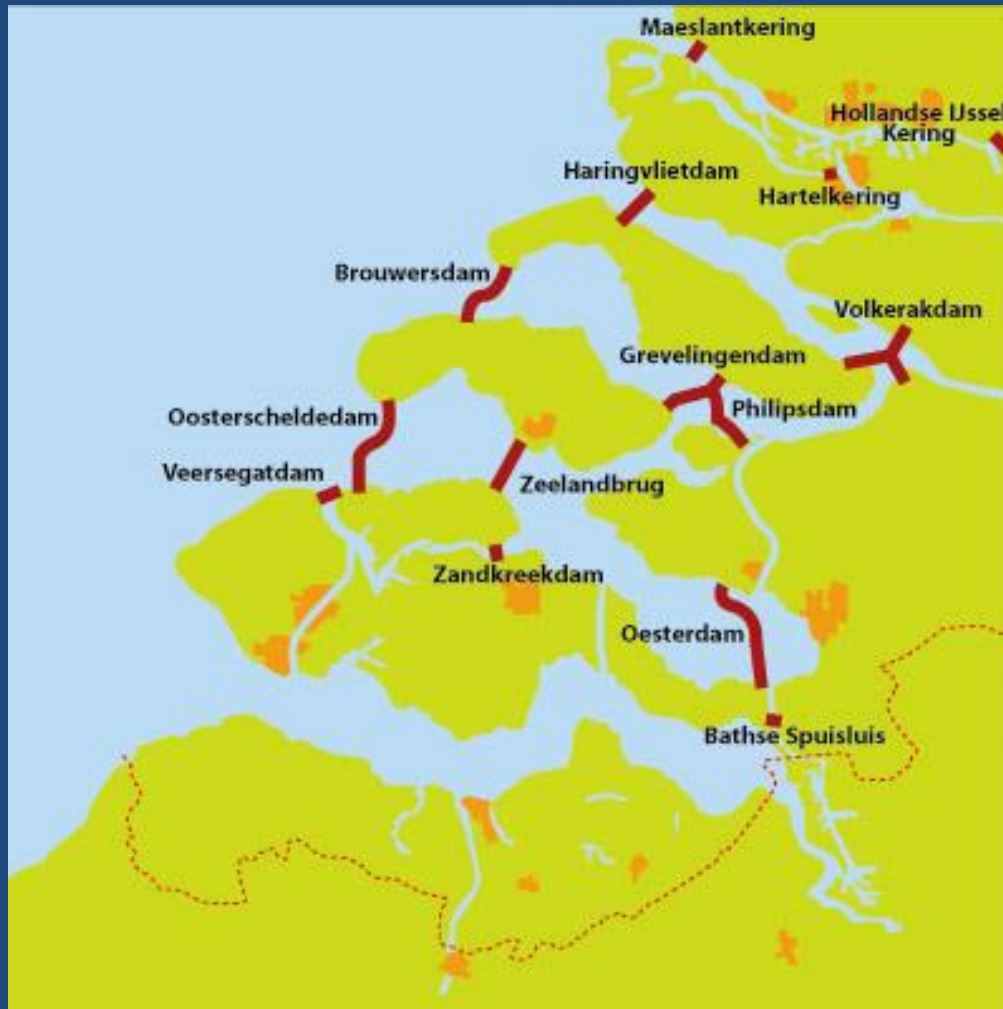 Maeslantkering
Hollandse IJssel
Kering
Haringvlietdam
Hartelkering
Brouwersdam
Volkerakdam
Grevelingendam
Oosterscheldedam
Philipsdam
Veersegatdam
Zeelandbrug
Zandkreekdam
Oesterdam
Bathse Spuisluis